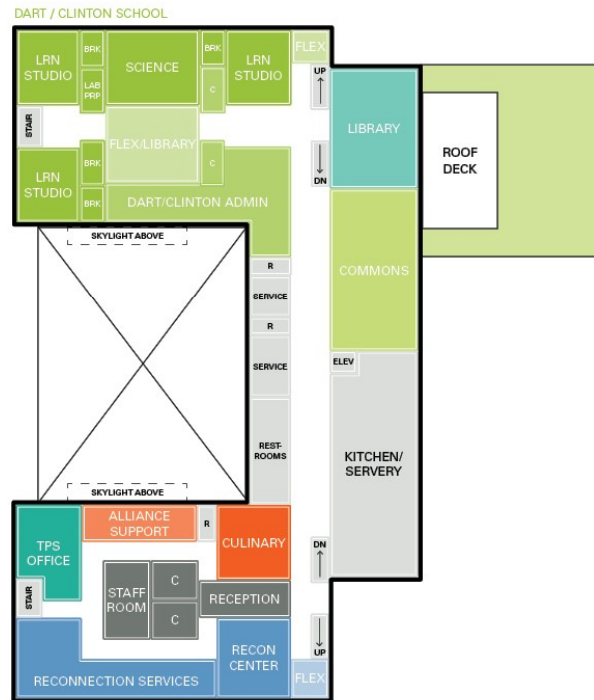 DART / CLINTON SCHOOL
LRN
STUDIO
BRK
LAB
PRP
SCIENCE
BRK
C
LRN
STUDIO
FLEX
UP
STAIR
FLEX/LIBRARY
LIBRARY
ROOF
DECK
LRN
STUDIO
BRK
BRK
C
DN
DART/CLINTON ADMIN
SKYLIGHT ABOVE
COMMONS
R
SERVICE
R
SERVICE
ELEV
REST-
ROOMS
KITCHEN/
SERVERY
SKYLIGHT ABOVE
TPS
OFFICE
ALLIANCE
SUPPORT
R
CULINARY
DN
STAIR
STAFF
ROOM
C
C
RECEPTION
UP
RECONNECTION SERVICES
RECON
CENTER
FLEX